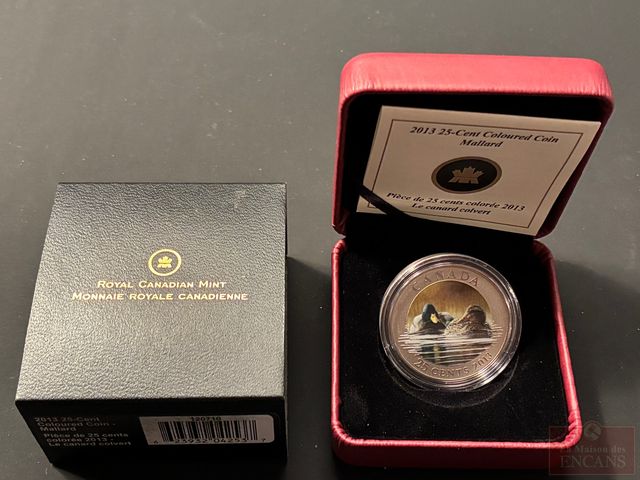 ROYAL CANADIAN MINT
MONNAIE ROYALE CANADIENNE
2013 25-Cent
Coloured Coin -
Mallard
Pièce de 25 cents
colorée 2013 -
Le canard colvert
120716
2013 25-Cent Coloured Coin
Mallard
Pièce de 25 cents colorée 2013
Le canard colvert
CANADA
25 CENTS 2013
La Maison des
ENCANS